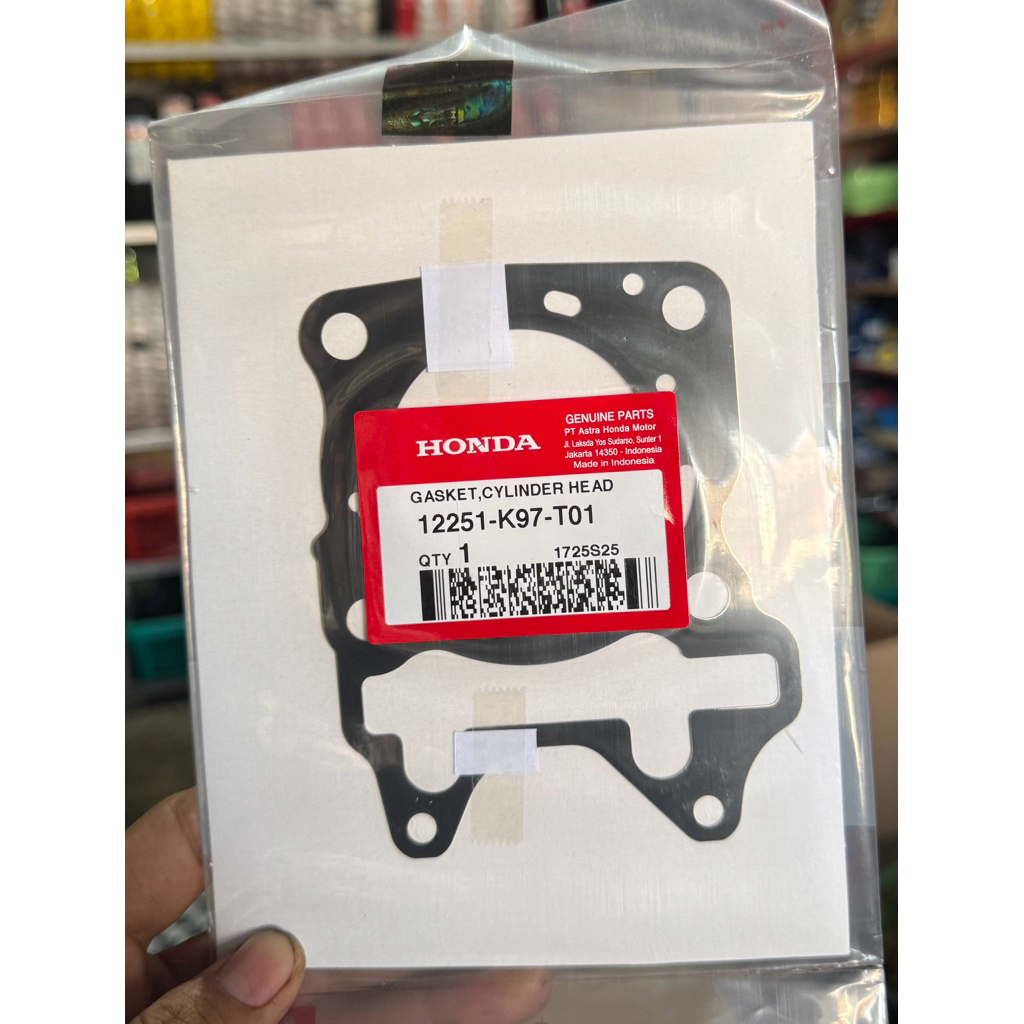 HONDA
GENUINE PARTS
PT Astra Honda Motor
Jl. Laksda Yos Sudarso, Sunter 1
Jakarta 14350 - Indonesia
Made in Indonesia
GASKET,CYLINDER HEAD
12251-K97-T01
QTY 1 1725S25